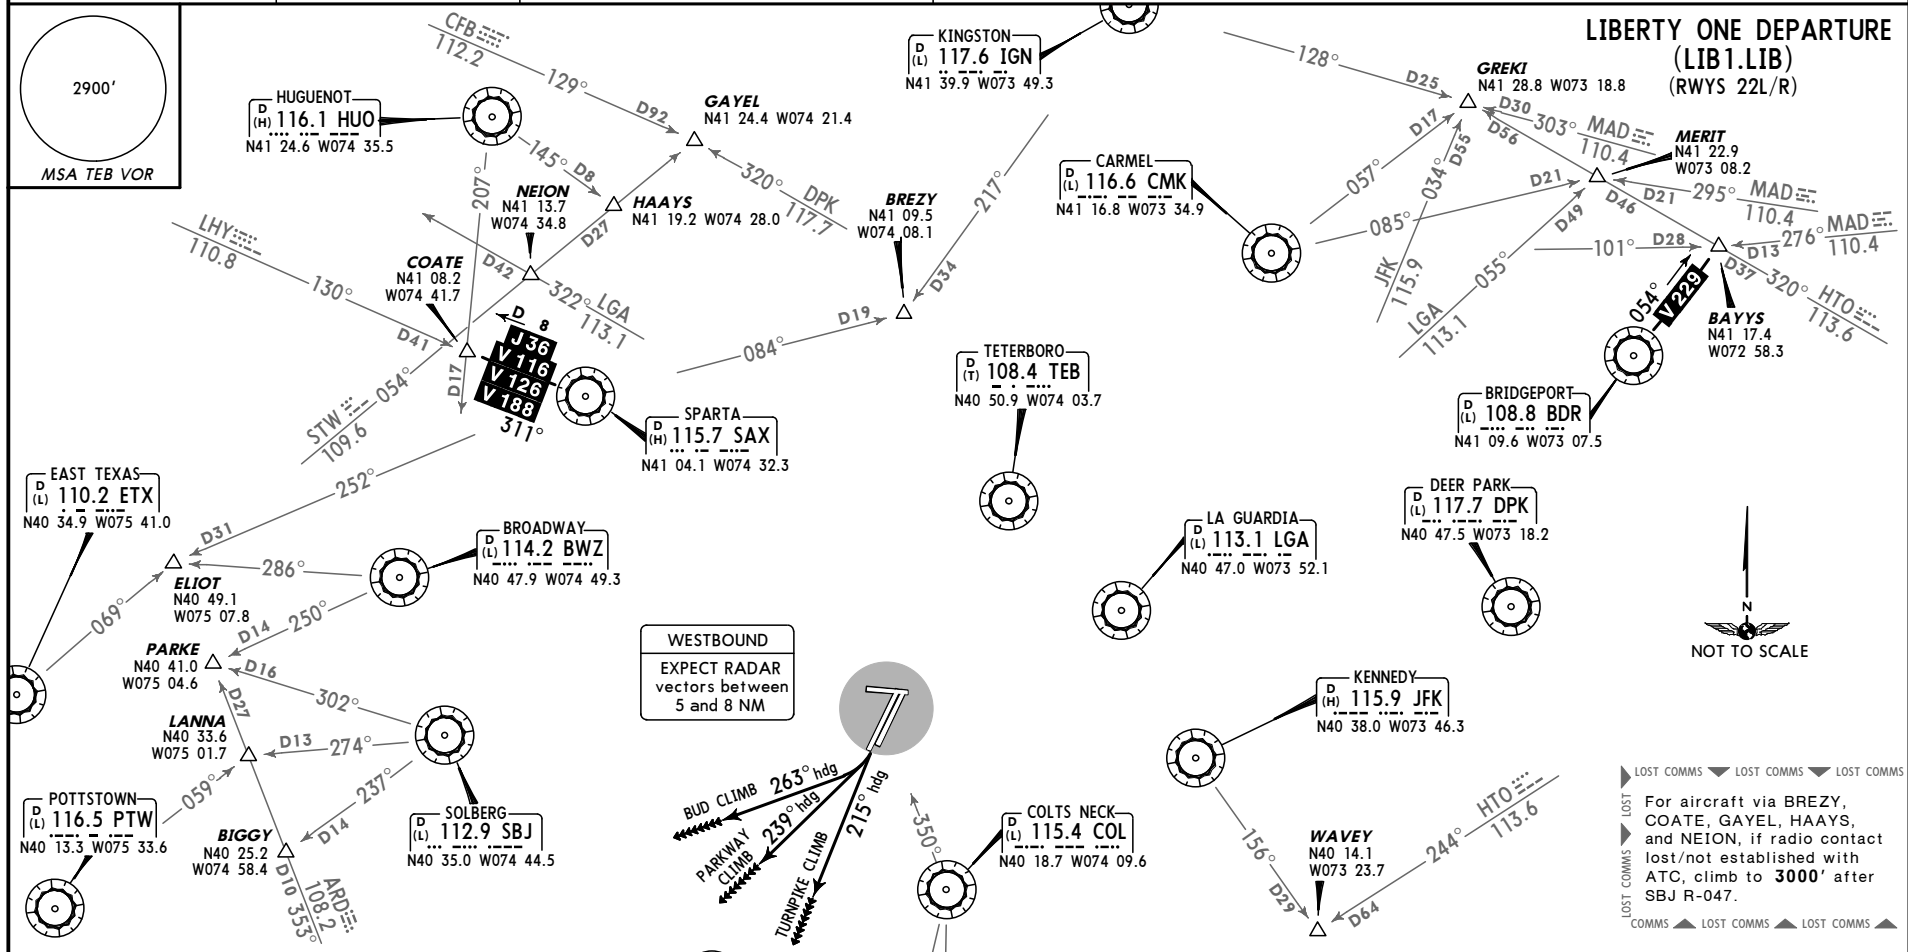 LIBERTY ONE DEPARTURE
(LIB1.LIB)
(RWYS 22L/R)
2900'
MSA TEB VOR
CFB
112.2
129°
D92
HUGUENOT
D
(H) 116.1 HUO
N41 24.6 W074 35.5
145° D8
207°
GAYEL
N41 24.4 W074 21.4
NEION
N41 13.7
W074 34.8
HAAYS
N41 19.2 W074 28.0
D27
320° DPK
117.7
BREZY
N41 09.5
W074 08.1
217°
D34
D19
084°
KINGSTON
D
(L) 117.6 IGN
N41 39.9 W073 49.3
LHY
110.8
130°
D41
COATE
N41 08.2
W074 41.7
D42
322° LGA
113.1
D17
STW 054°
109.6
D 8
J 36
V 116
V 126
V 188
311°
SPARTA
D
(H) 115.7 SAX
N41 04.1 W074 32.3
252°
D31
CARMEL
D
(L) 116.6 CMK
N41 16.8 W073 34.9
128°
D25
GREKI
N41 28.8 W073 18.8
D17
057°
034° D55
JFK
115.9
D30 303° MAD
110.4
D56
MERIT
N41 22.9
W073 08.2
D21
085°
D21 295° MAD
110.4
D46
D49
055°
LGA
113.1
101° D28
D13 276° MAD
110.4
D37 320° HTO
113.6
BAYYS
N41 17.4
W072 58.3
054°
V 229
BRIDGEPORT
D
(L) 108.8 BDR
N41 09.6 W073 07.5
TETERBORO
D
(T) 108.4 TEB
N40 50.9 W074 03.7
EAST TEXAS
D
(L) 110.2 ETX
N40 34.9 W075 41.0
ELIOT
N40 49.1
W075 07.8
069°
286°
BROADWAY
D
(L) 114.2 BWZ
N40 47.9 W074 49.3
D14 250°
PARKE
N40 41.0
W075 04.6
D16 302°
D27
LANNA
N40 33.6
W075 01.7
D13 274°
059°
237°
D14
POTTSTOWN
D
(L) 116.5 PTW
N40 13.3 W075 33.6
BIGGY
N40 25.2
W074 58.4
D10 353°
ARD
108.2
SOLBERG
D
(L) 112.9 SBJ
N40 35.0 W074 44.5
WESTBOUND
EXPECT RADAR
vectors between
5 and 8 NM
BUD CLIMB 263° hdg
PARKWAY
CLIMB 239° hdg
TURNPIKE CLIMB 215° hdg
350°
COLTS NECK
D
(L) 115.4 COL
N40 18.7 W074 09.6
LA GUARDIA
D
(L) 113.1 LGA
N40 47.0 W073 52.1
DEER PARK
D
(L) 117.7 DPK
N40 47.5 W073 18.2
N
NOT TO SCALE
KENNEDY
D
(H) 115.9 JFK
N40 38.0 W073 46.3
156°
D29
WAVEY
N40 14.1
W073 23.7
D64
244° HTO
113.6
LOST COMMS LOST COMMS LOST COMMS
LOST COMMS LOST
For aircraft via BREZY,
COATE, GAYEL, HAAYS,
and NEION, if radio contact
lost/not established with
ATC, climb to 3000' after
SBJ R-047.
COMMS LOST COMMS LOST COMMS